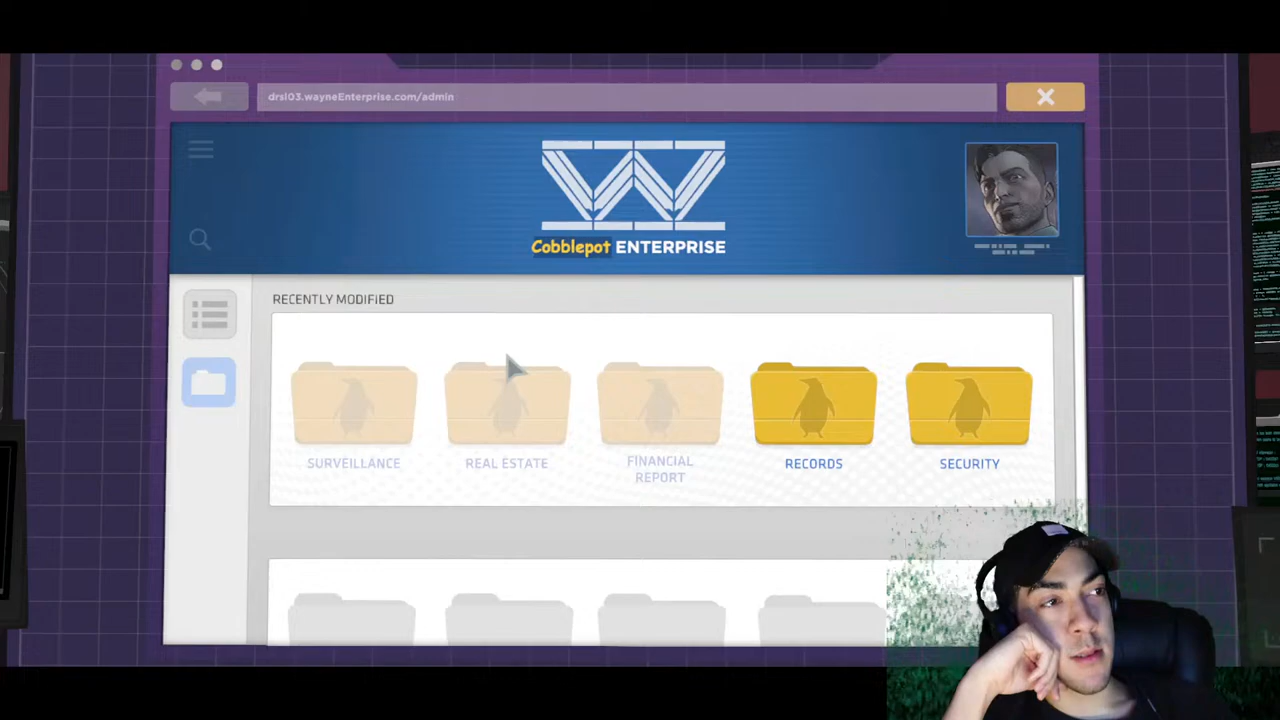 drsl03.wayneEnterprise.com/admin
Cobblepot ENTERPRISE
RECENTLY MODIFIED
SURVEILLANCE
REAL ESTATE
FINANCIAL
REPORT
RECORDS
SECURITY